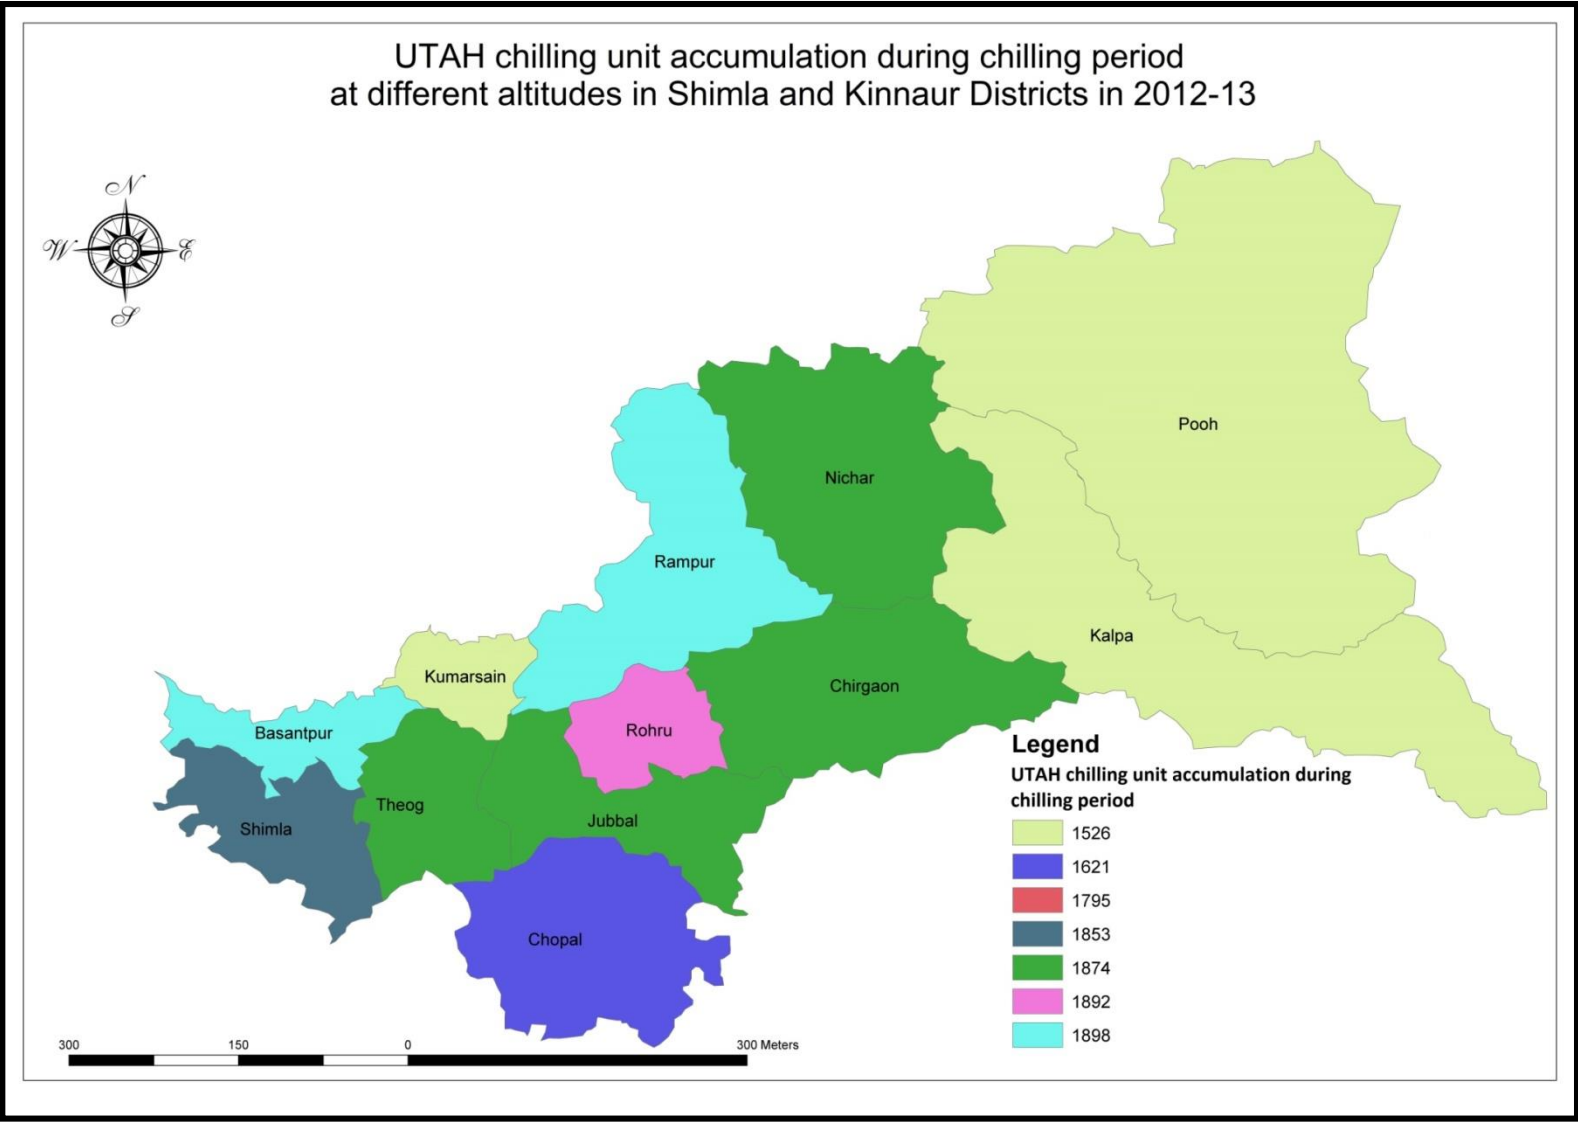 UTAH chilling unit accumulation during chilling period
at different altitudes in Shimla and Kinnaur Districts in 2012-13
N
W
E
S
Pooh
Nichar
Rampur
Kalpa
Kumarsain
Chirgaon
Rohru
Basantpur
Theog
Jubbal
Shimla
Chopal
Legend
UTAH chilling unit accumulation during
chilling period
1526
1621
1795
1853
1874
1892
1898
300
150
0
300 Meters